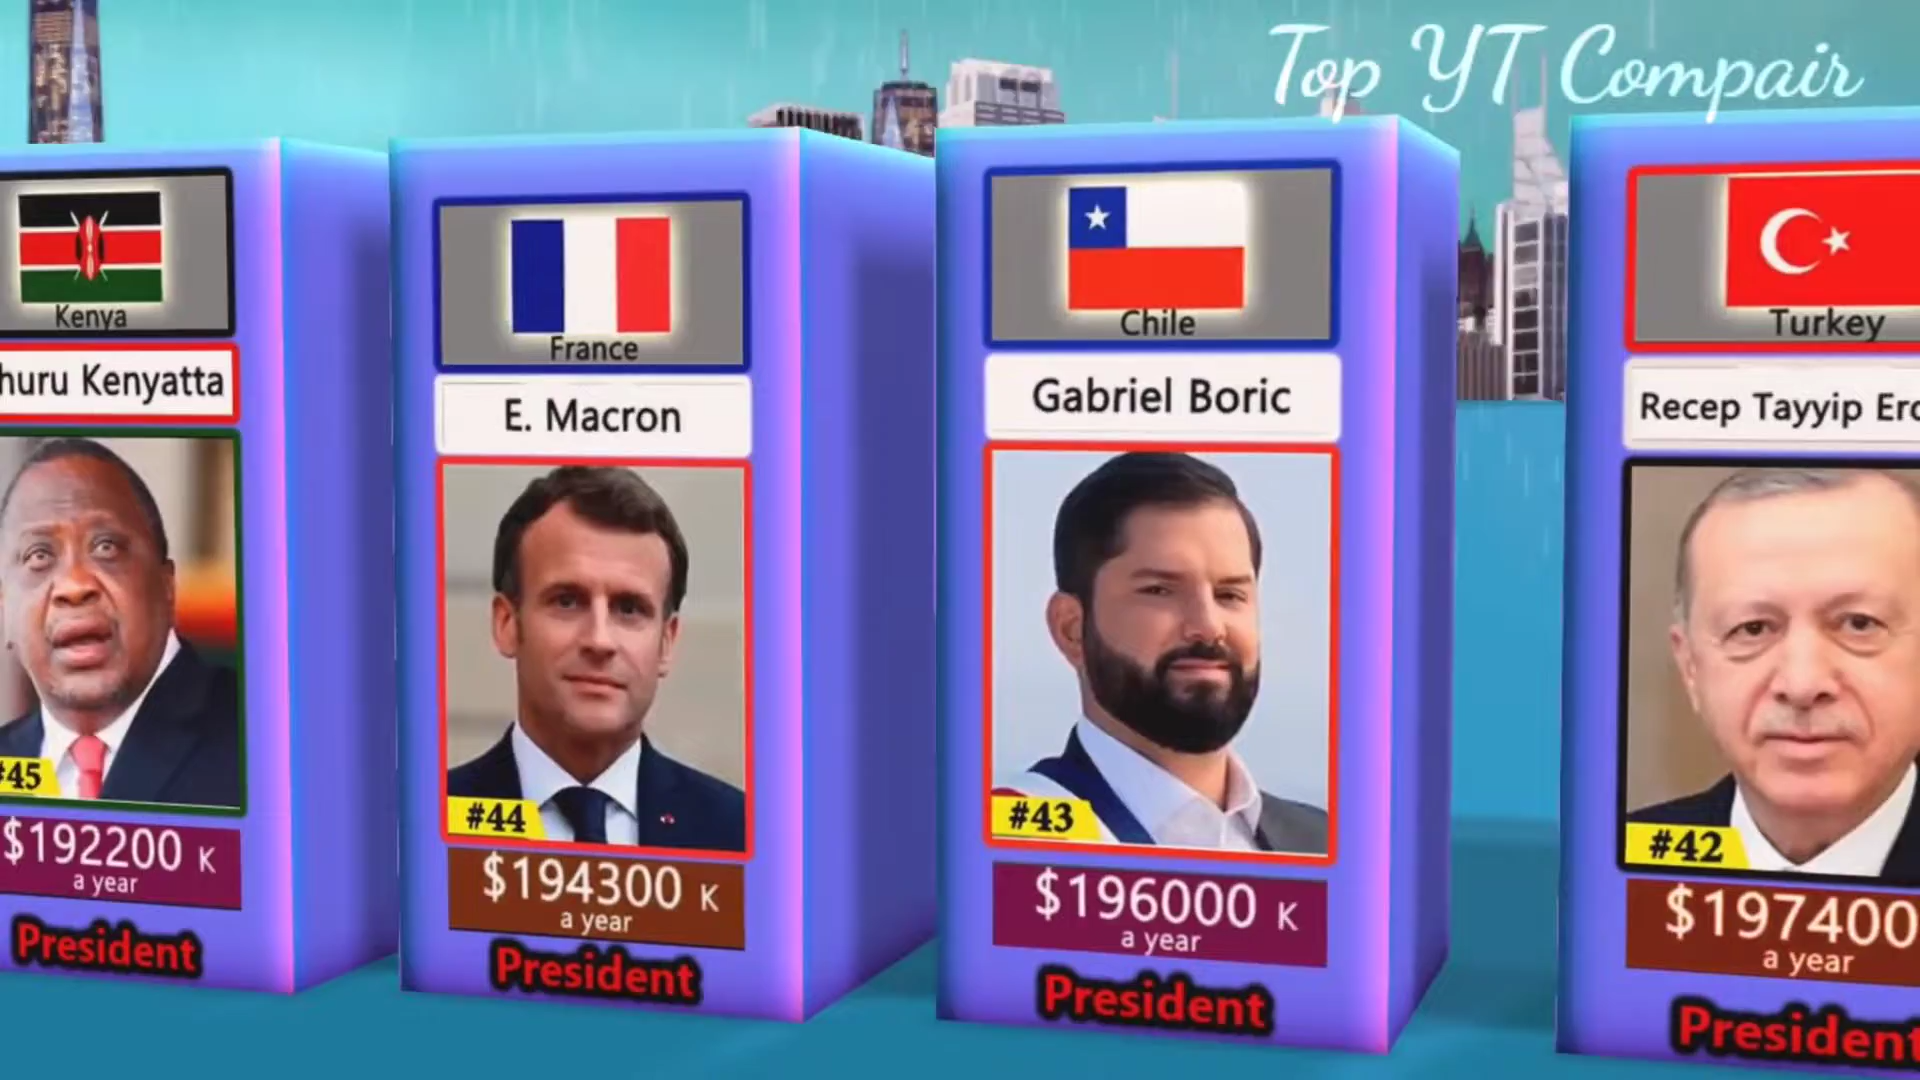 Top YT Compair
Kenya
huru Kenyatta
#45
$192200 K
a year
President
France
E. Macron
#44
$194300 K
a year
President
Chile
Gabriel Boric
#43
$196000 K
a year
President
Turkey
Recep Tayyip Erd
#42
$197400
a year
President